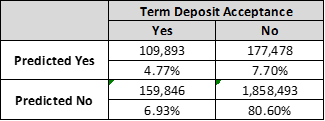 Term Deposit Acceptance
Yes No
Predicted Yes 109,893 177,478
4.77% 7.70%
Predicted No 159,846 1,858,493
6.93% 80.60%